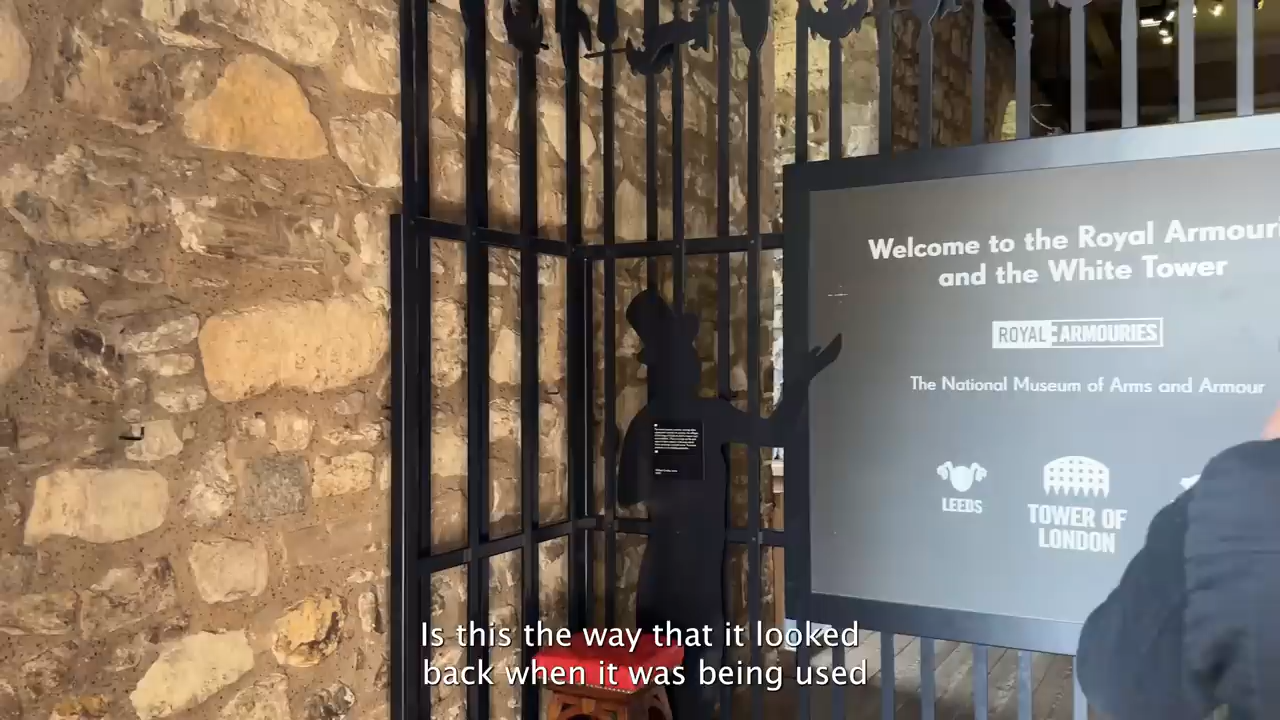 Welcome to the Royal Armouri
and the White Tower
ROYAL ARMOURIES
The National Museum of Arms and Armour
LEEDS
TOWER OF
LONDON
Is this the way that it looked
back when it was being used